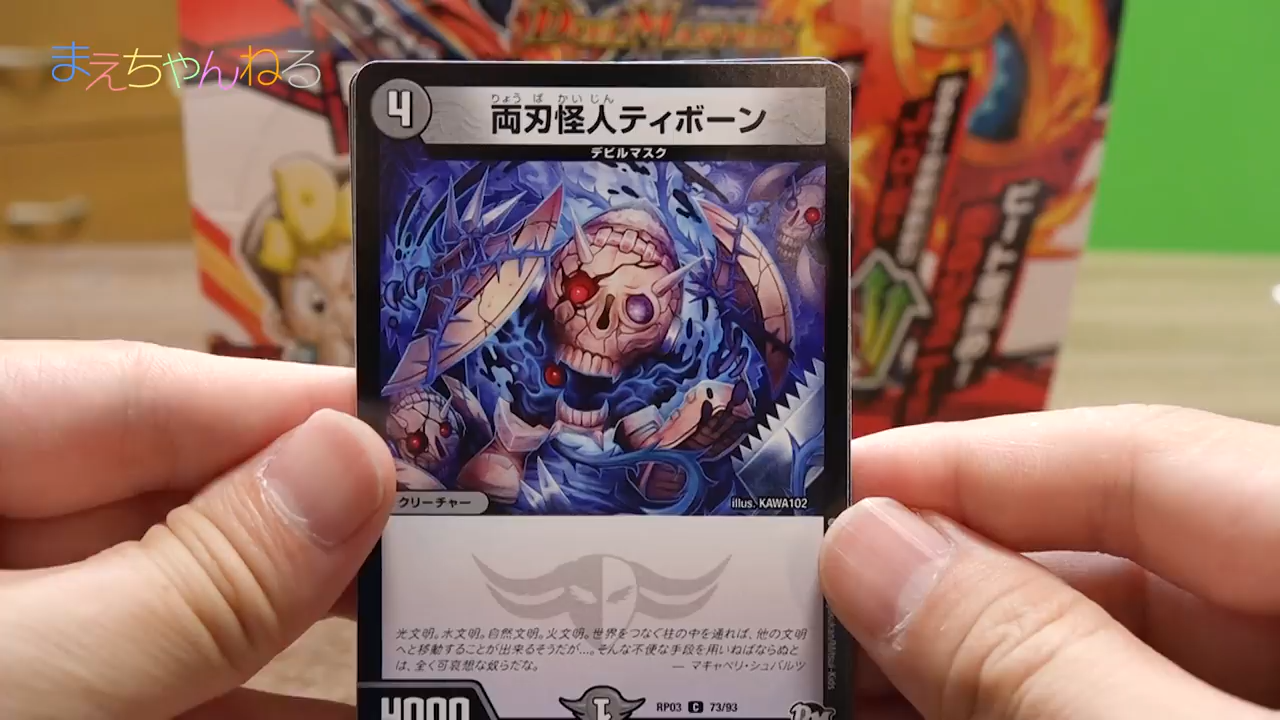 まえちゃんねる
DUEL MASTERS
4
りょう ば かい じん
両刃怪人ティボーン
デビルマスク
クリーチャー
illus. KAWA102
光文明。水文明。自然文明。火文明。世界をつなぐ柱の中を通れば、他の文明
へと移動することが出来るそうだが…。そんな不便な手段を用いねばならぬと
は、全く可哀想な奴らだな。 — マキャベリ・シュバルツ
4000
1
RP03 C 73/93
DM